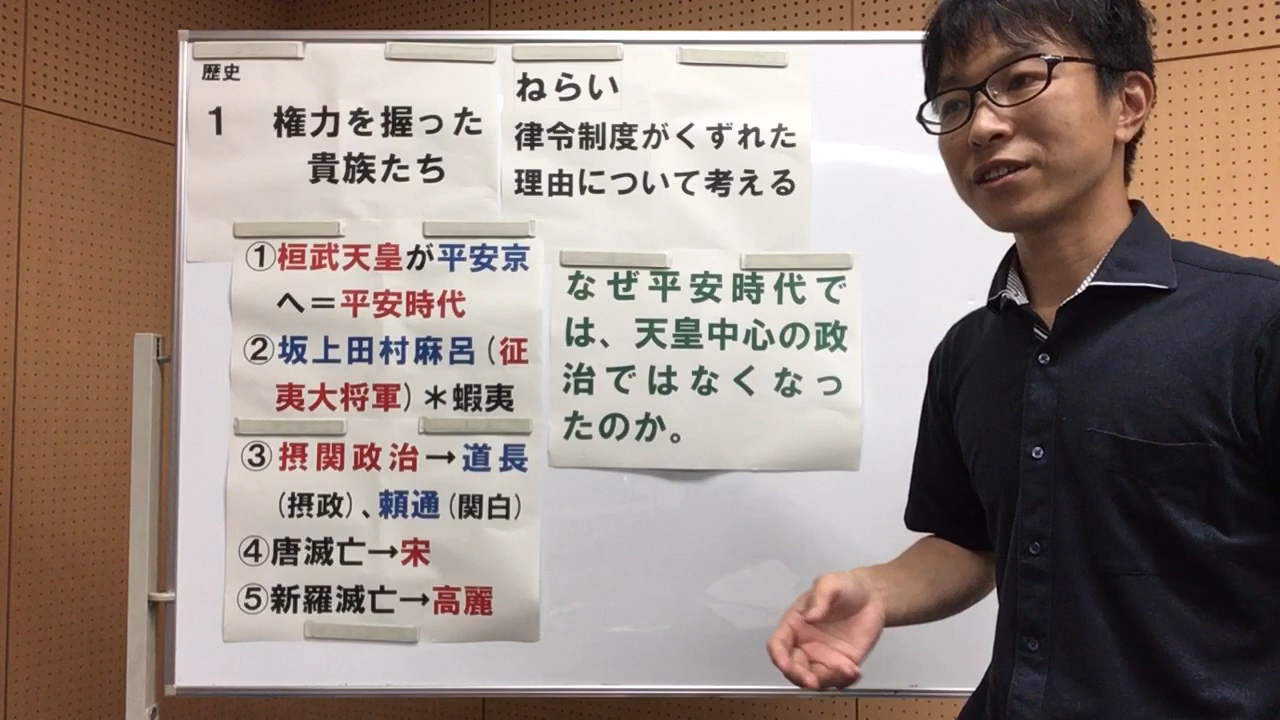 歴史
1 権力を握った
貴族たち
ねらい
律令制度がくずれた
理由について考える
①桓武天皇が平安京
へ＝平安時代
②坂上田村麻呂(征
夷大将軍)＊蝦夷
③摂関政治→道長
(摂政)、頼通(関白)
④唐滅亡→宋
⑤新羅滅亡→高麗
なぜ平安時代で
は、天皇中心の政
治ではなくなっ
たのか。